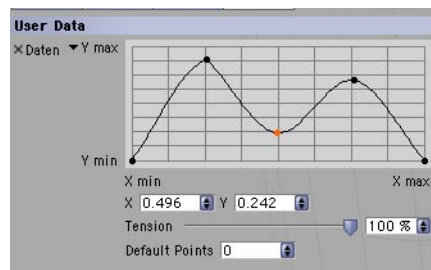 User Data
× Daten ▼ Y max
Y min
X min X max
X 0.496 Y 0.242
Tension 100 %
Default Points 0